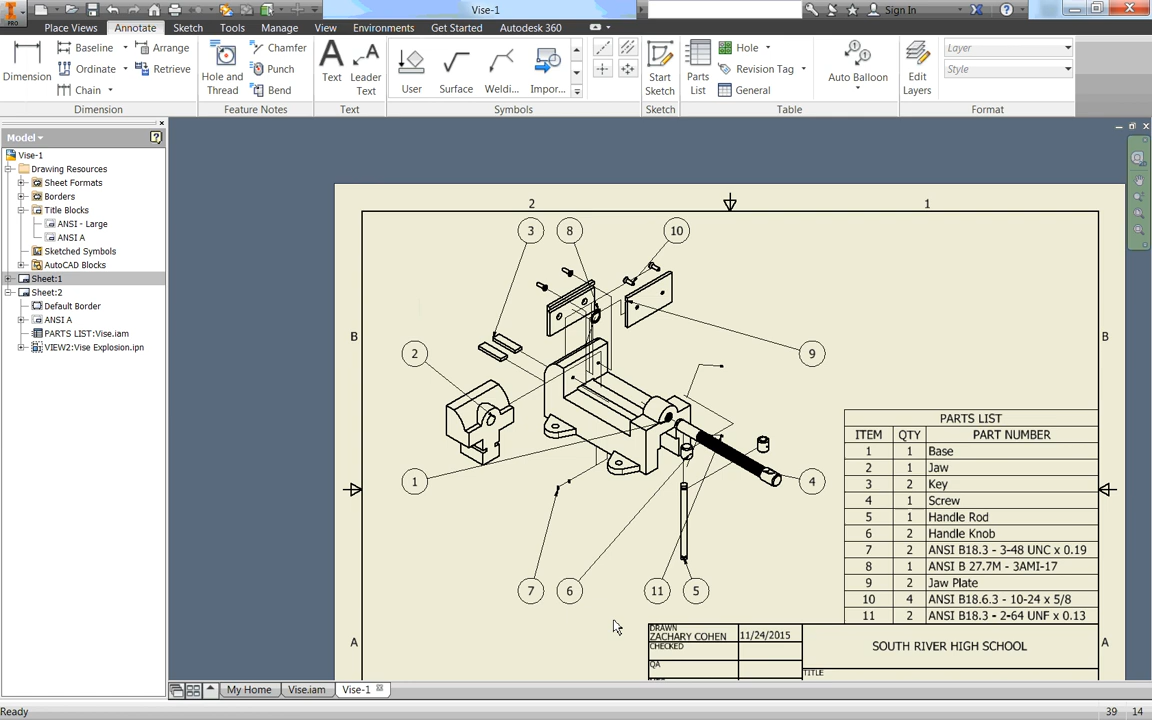 PRO
Vise-1
Sign In
Place Views Annotate Sketch Tools Manage View Environments Get Started Autodesk 360
Dimension
Baseline
Ordinate
Chain
Arrange
Retrieve
Dimension
Hole and Thread
Chamfer
Punch
Bend
Feature Notes
Text
Leader Text
Text
User
Surface
Weldi...
Impor...
Symbols
Start Sketch
Sketch
Parts List
Hole
Revision Tag
General
Table
Auto Balloon
Edit Layers
Layer
Style
Format
Model
Vise-1
Drawing Resources
Sheet Formats
Borders
Title Blocks
ANSI - Large
ANSI A
Sketched Symbols
AutoCAD Blocks
Sheet:1
Sheet:2
Default Border
ANSI A
PARTS LIST:Vise.iam
VIEW2:Vise Explosion.ipn
2 1
3 8 10
B B
2 9
1 4
7 6 11 5
A A
PARTS LIST
ITEM QTY PART NUMBER
1 1 Base
2 1 Jaw
3 2 Key
4 1 Screw
5 1 Handle Rod
6 2 Handle Knob
7 2 ANSI B18.3 - 3-48 UNC x 0.19
8 1 ANSI B 27.7M - 3AMI-17
9 2 Jaw Plate
10 4 ANSI B18.6.3 - 10-24 x 5/8
11 2 ANSI B18.3 - 2-64 UNF x 0.13
DRAWN
ZACHARY COHEN 11/24/2015
CHECKED
QA
SOUTH RIVER HIGH SCHOOL
TITLE
My Home Vise.iam Vise-1
Ready 39 14